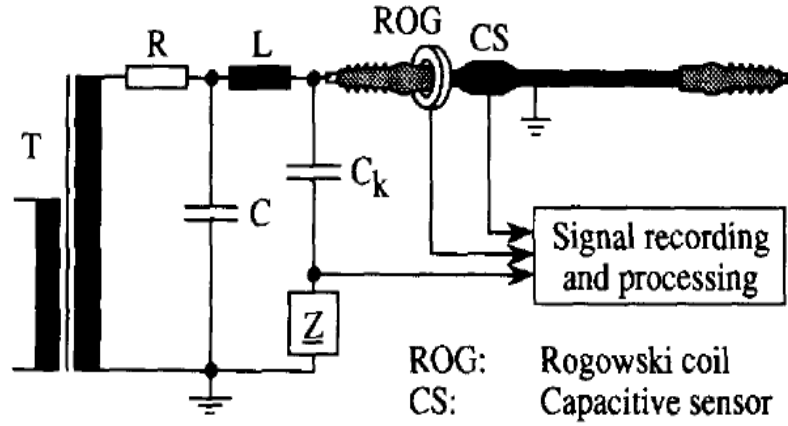 ROG
CS
R
L
T
C
Ck
Z
Signal recording
and processing
ROG: Rogowski coil
CS: Capacitive sensor